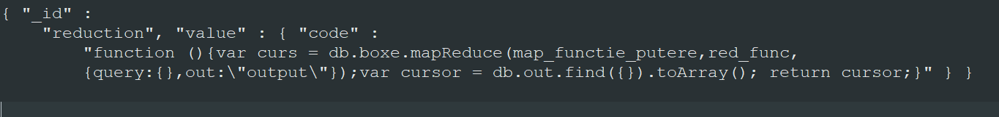 { "_id" :
"reduction", "value" : { "code" :
"function (){var curs = db.boxe.mapReduce(map_functie_putere,red_func,
{query:{},out:\"output\"});var cursor = db.out.find({}).toArray(); return cursor;}" } }